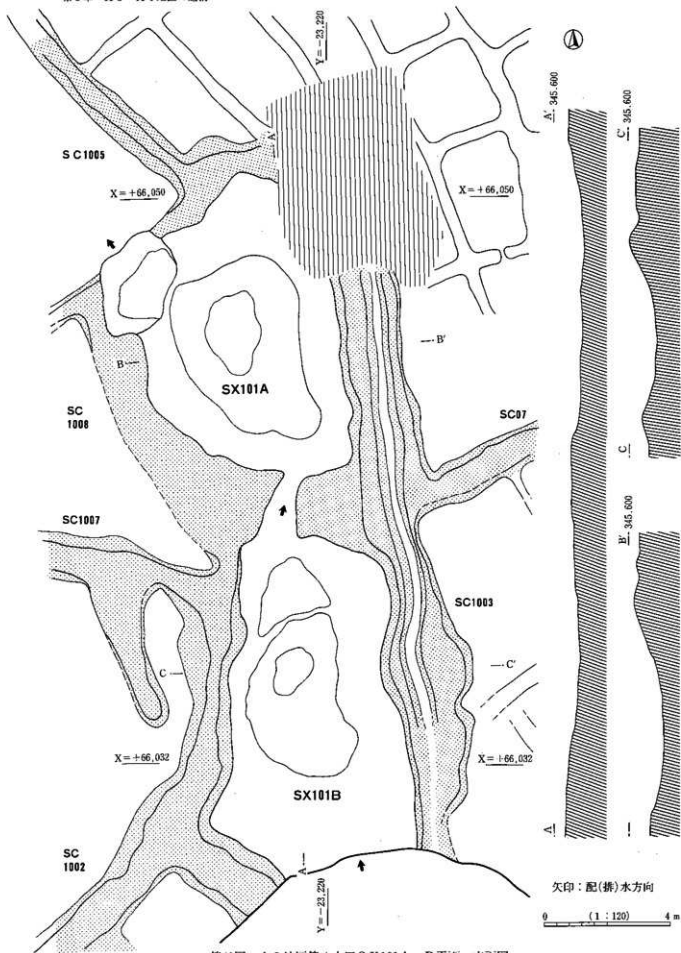 Y=-23,220
A'
SC1005
X=+66,050
X=+66,050
B
B'
SX101A
SC
1008
SC07
SC1007
SC1003
C
C'
X=+66,032
X=+66,032
SX101B
SC
1002
A
Y=-23,220
A'
345.600
C'
345.600
C
B'
345.600
A
矢印:配(排)水方向
0 (1:120) 4m